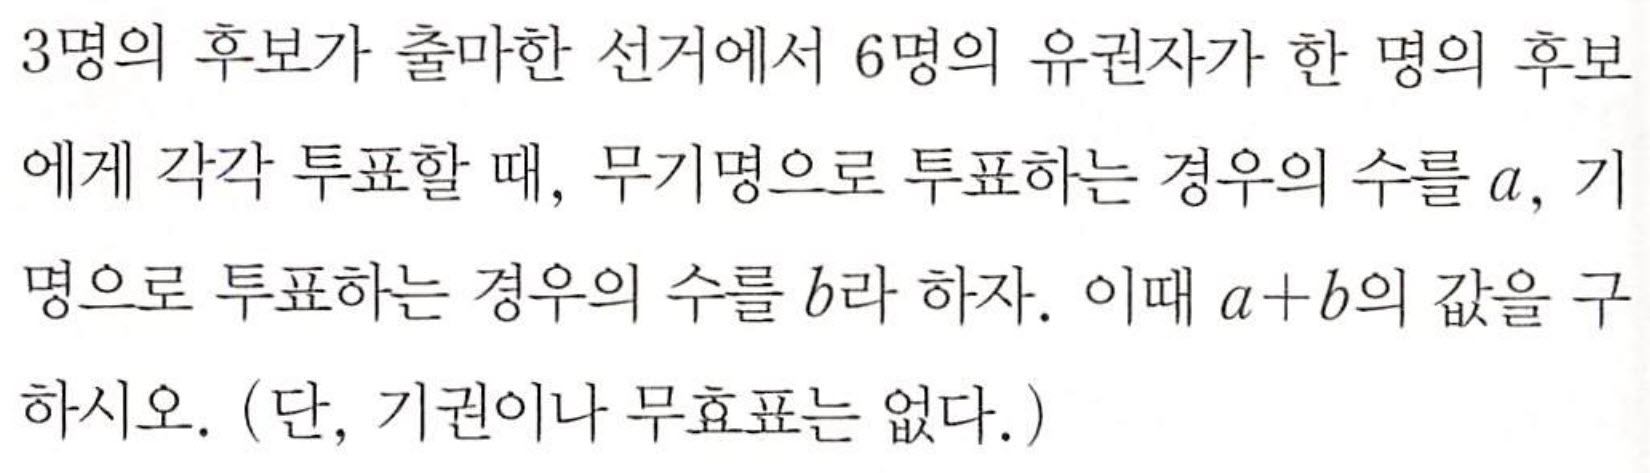 3명의 후보가 출마한 선거에서 6명의 유권자가 한 명의 후보
에게 각각 투표할 때, 무기명으로 투표하는 경우의 수를 a, 기
명으로 투표하는 경우의 수를 b라 하자. 이때 a+b의 값을 구
하시오. (단, 기권이나 무효표는 없다.)